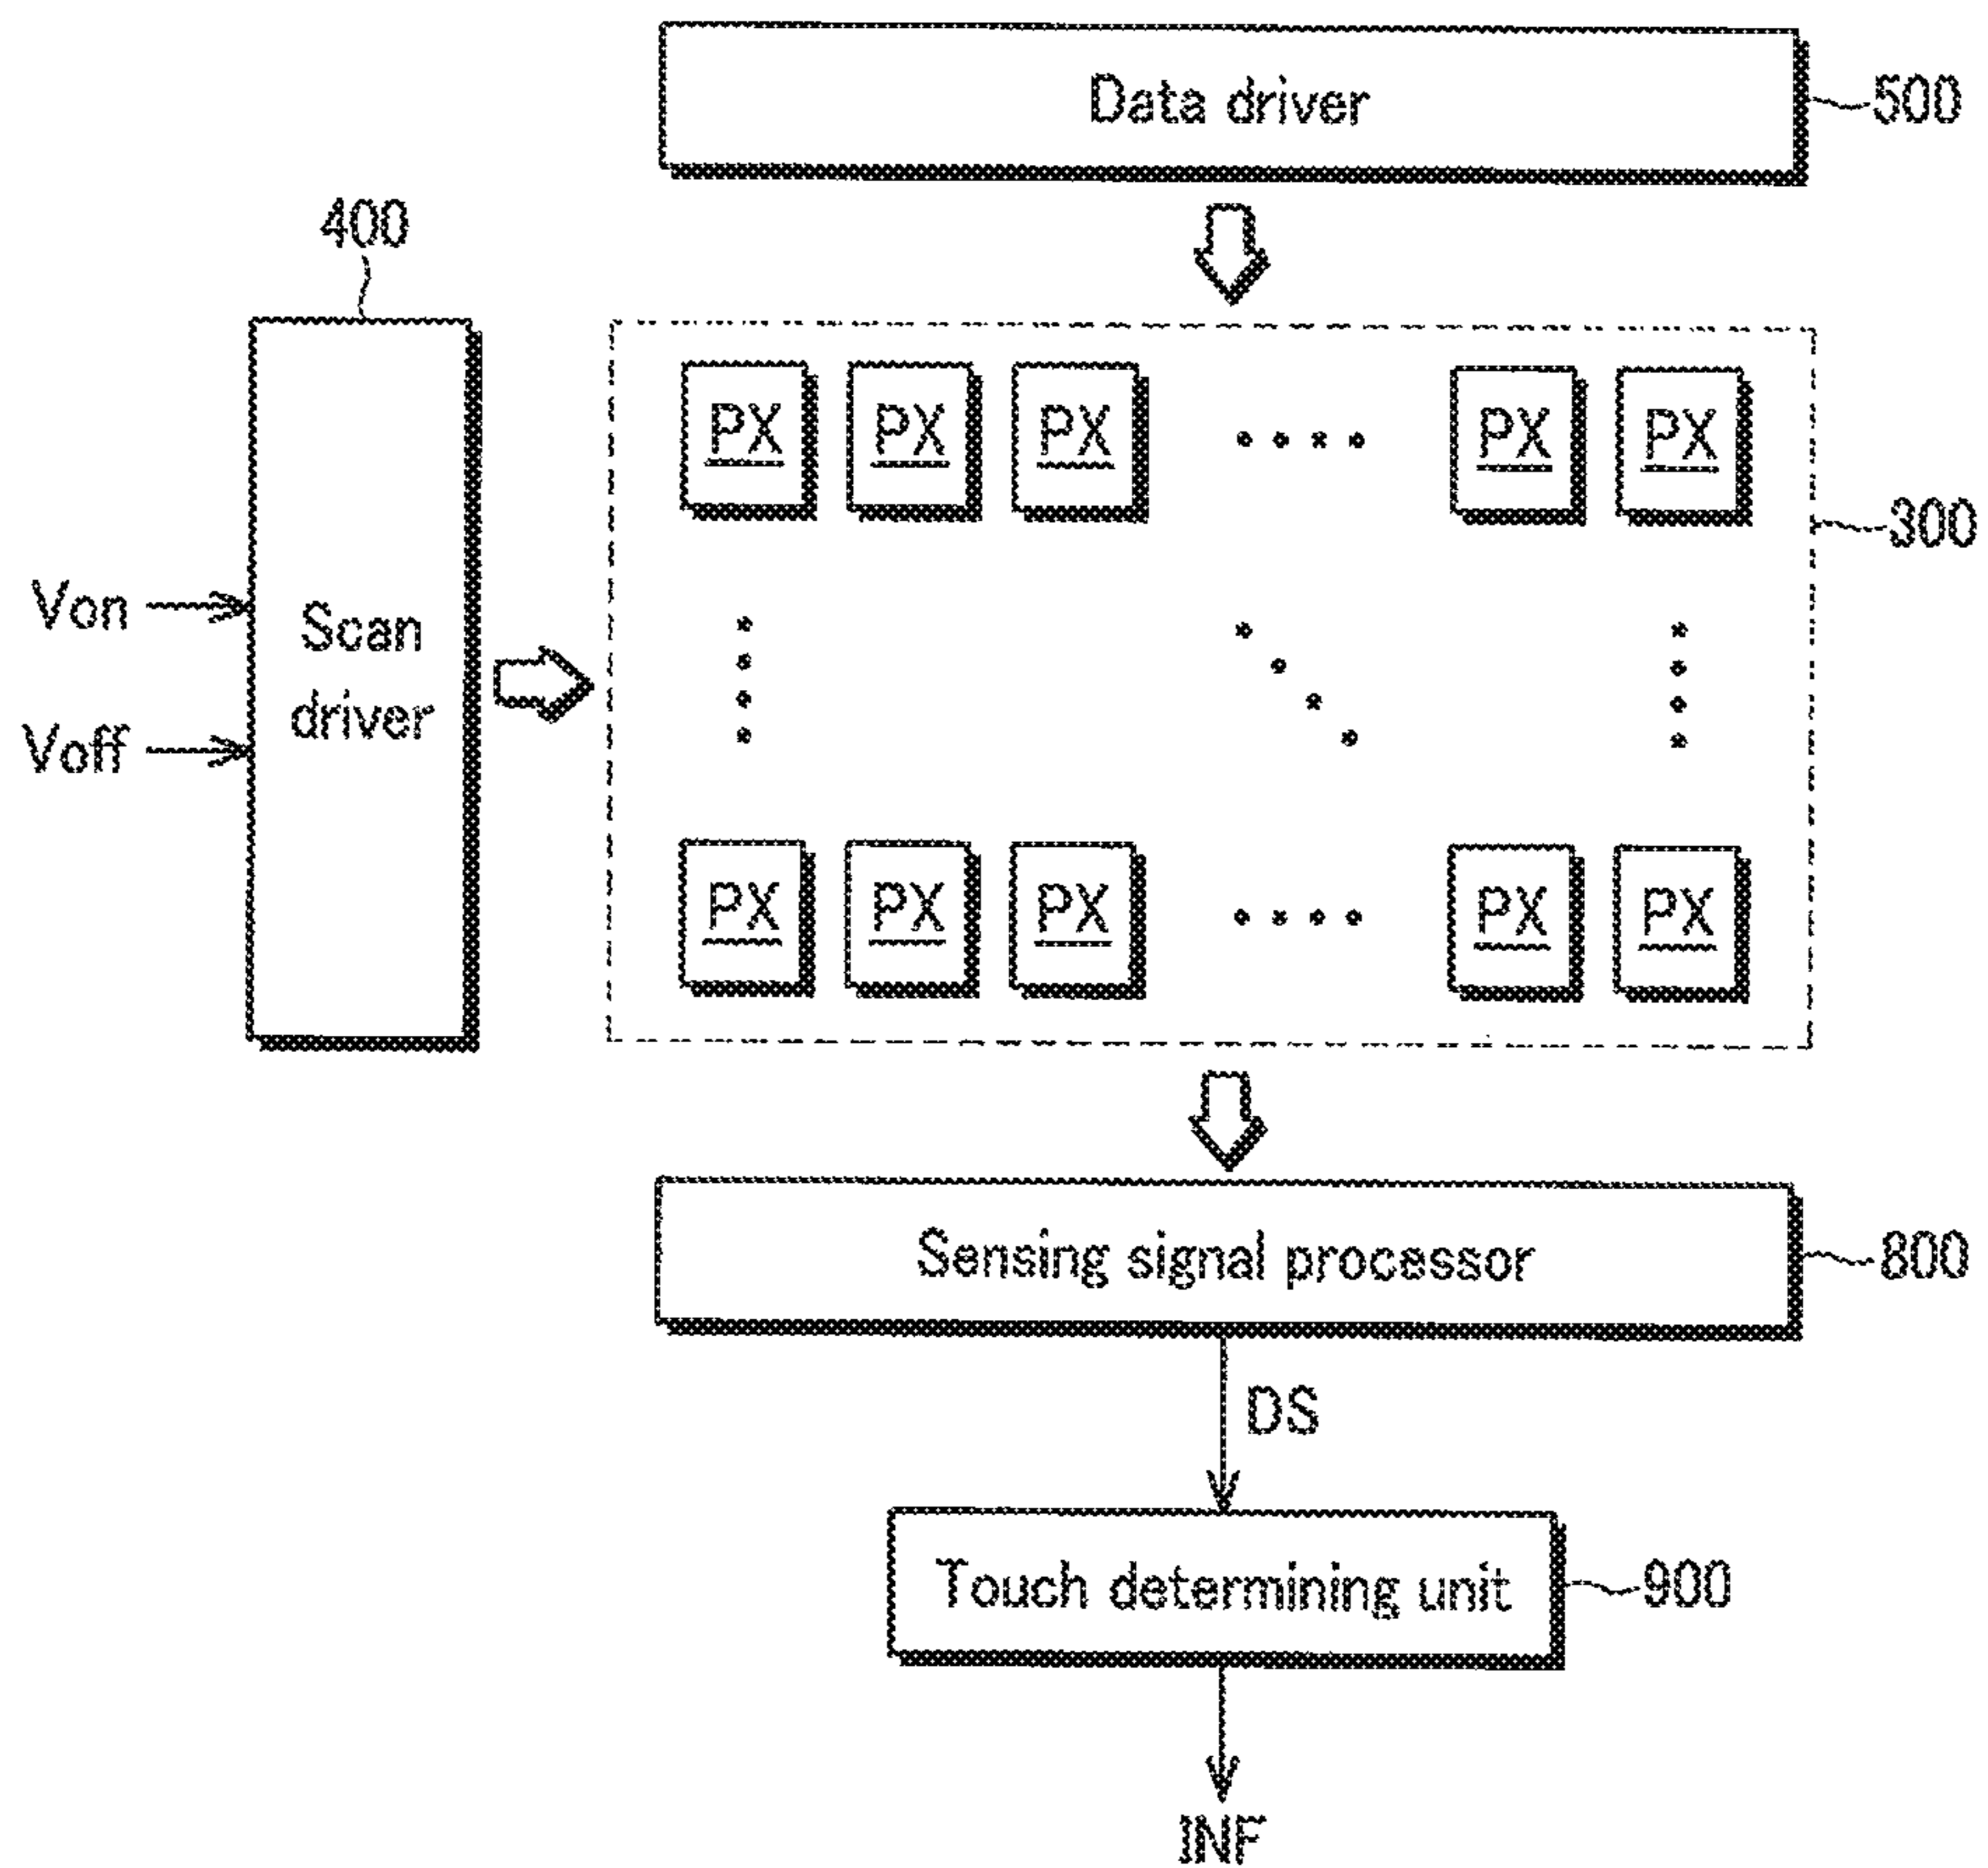 Data driver
500
400
PX PX PX PX PX
300
Von
Scan
driver
Voff
PX PX PX PX PX
Sensing signal processor
800
DS
Touch determining unit
900
INF